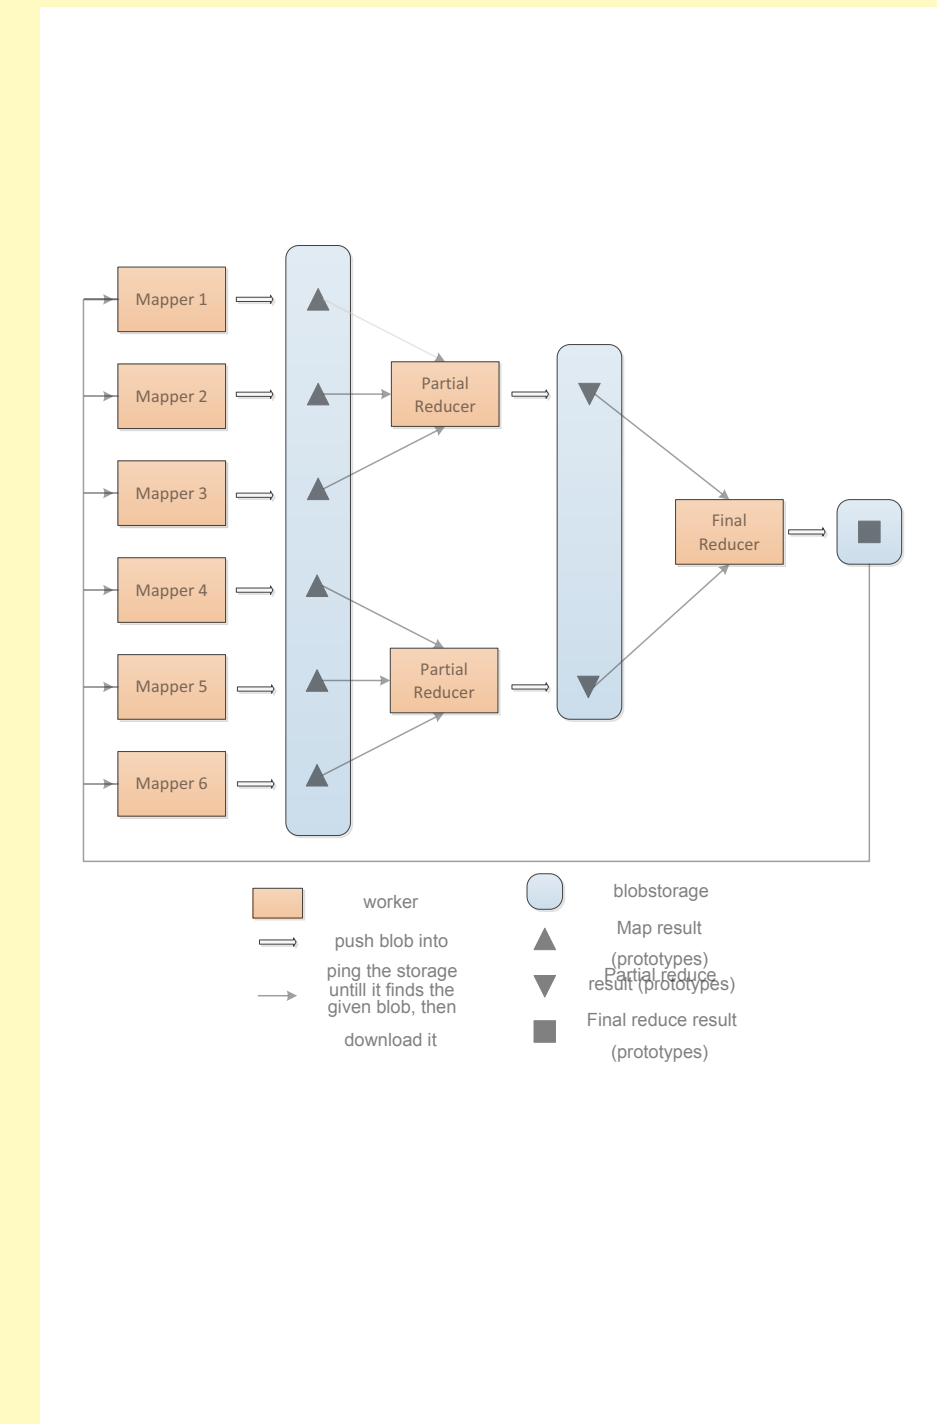 Mapper 1
Mapper 2
Mapper 3
Mapper 4
Mapper 5
Mapper 6
Partial
Reducer
Partial
Reducer
Final
Reducer
worker
push blob into
ping the storage
untill it finds the
given blob, then
download it
blobstorage
Map result
(prototypes)
Partial reduce
result (prototypes)
Final reduce result
(prototypes)